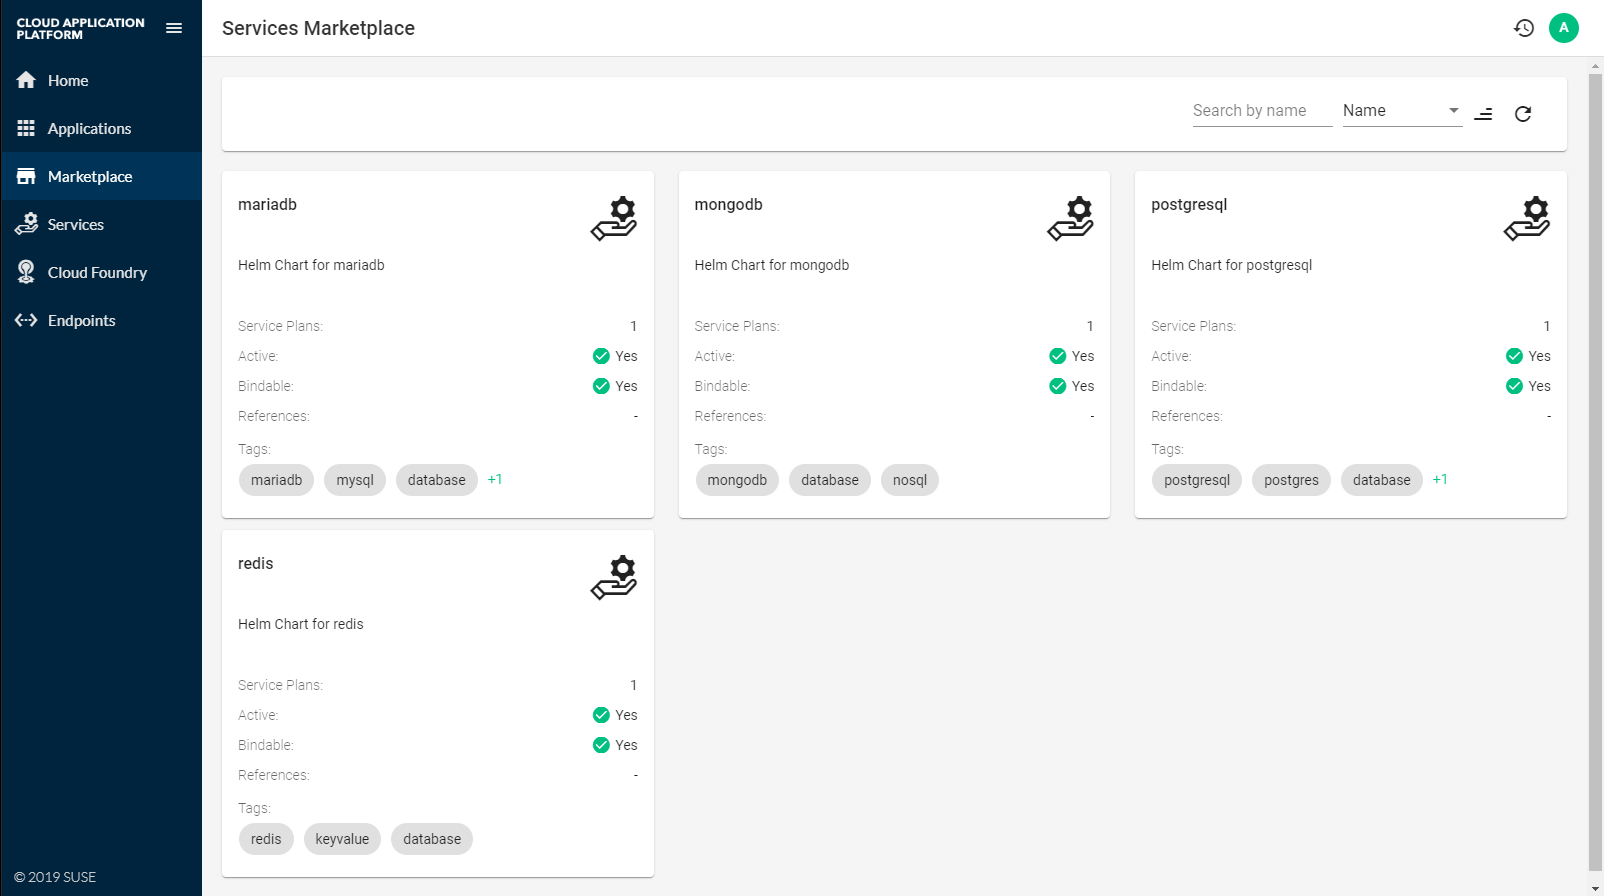 CLOUD APPLICATION
PLATFORM
Home
Applications
Marketplace
Services
Cloud Foundry
Endpoints
© 2019 SUSE
Services Marketplace
A
Search by name
Name
mariadb
Helm Chart for mariadb
Service Plans: 1
Active: Yes
Bindable: Yes
References: -
Tags:
mariadb mysql database +1
mongodb
Helm Chart for mongodb
Service Plans: 1
Active: Yes
Bindable: Yes
References: -
Tags:
mongodb database nosql
postgresql
Helm Chart for postgresql
Service Plans: 1
Active: Yes
Bindable: Yes
References: -
Tags:
postgresql postgres database +1
redis
Helm Chart for redis
Service Plans: 1
Active: Yes
Bindable: Yes
References: -
Tags:
redis keyvalue database